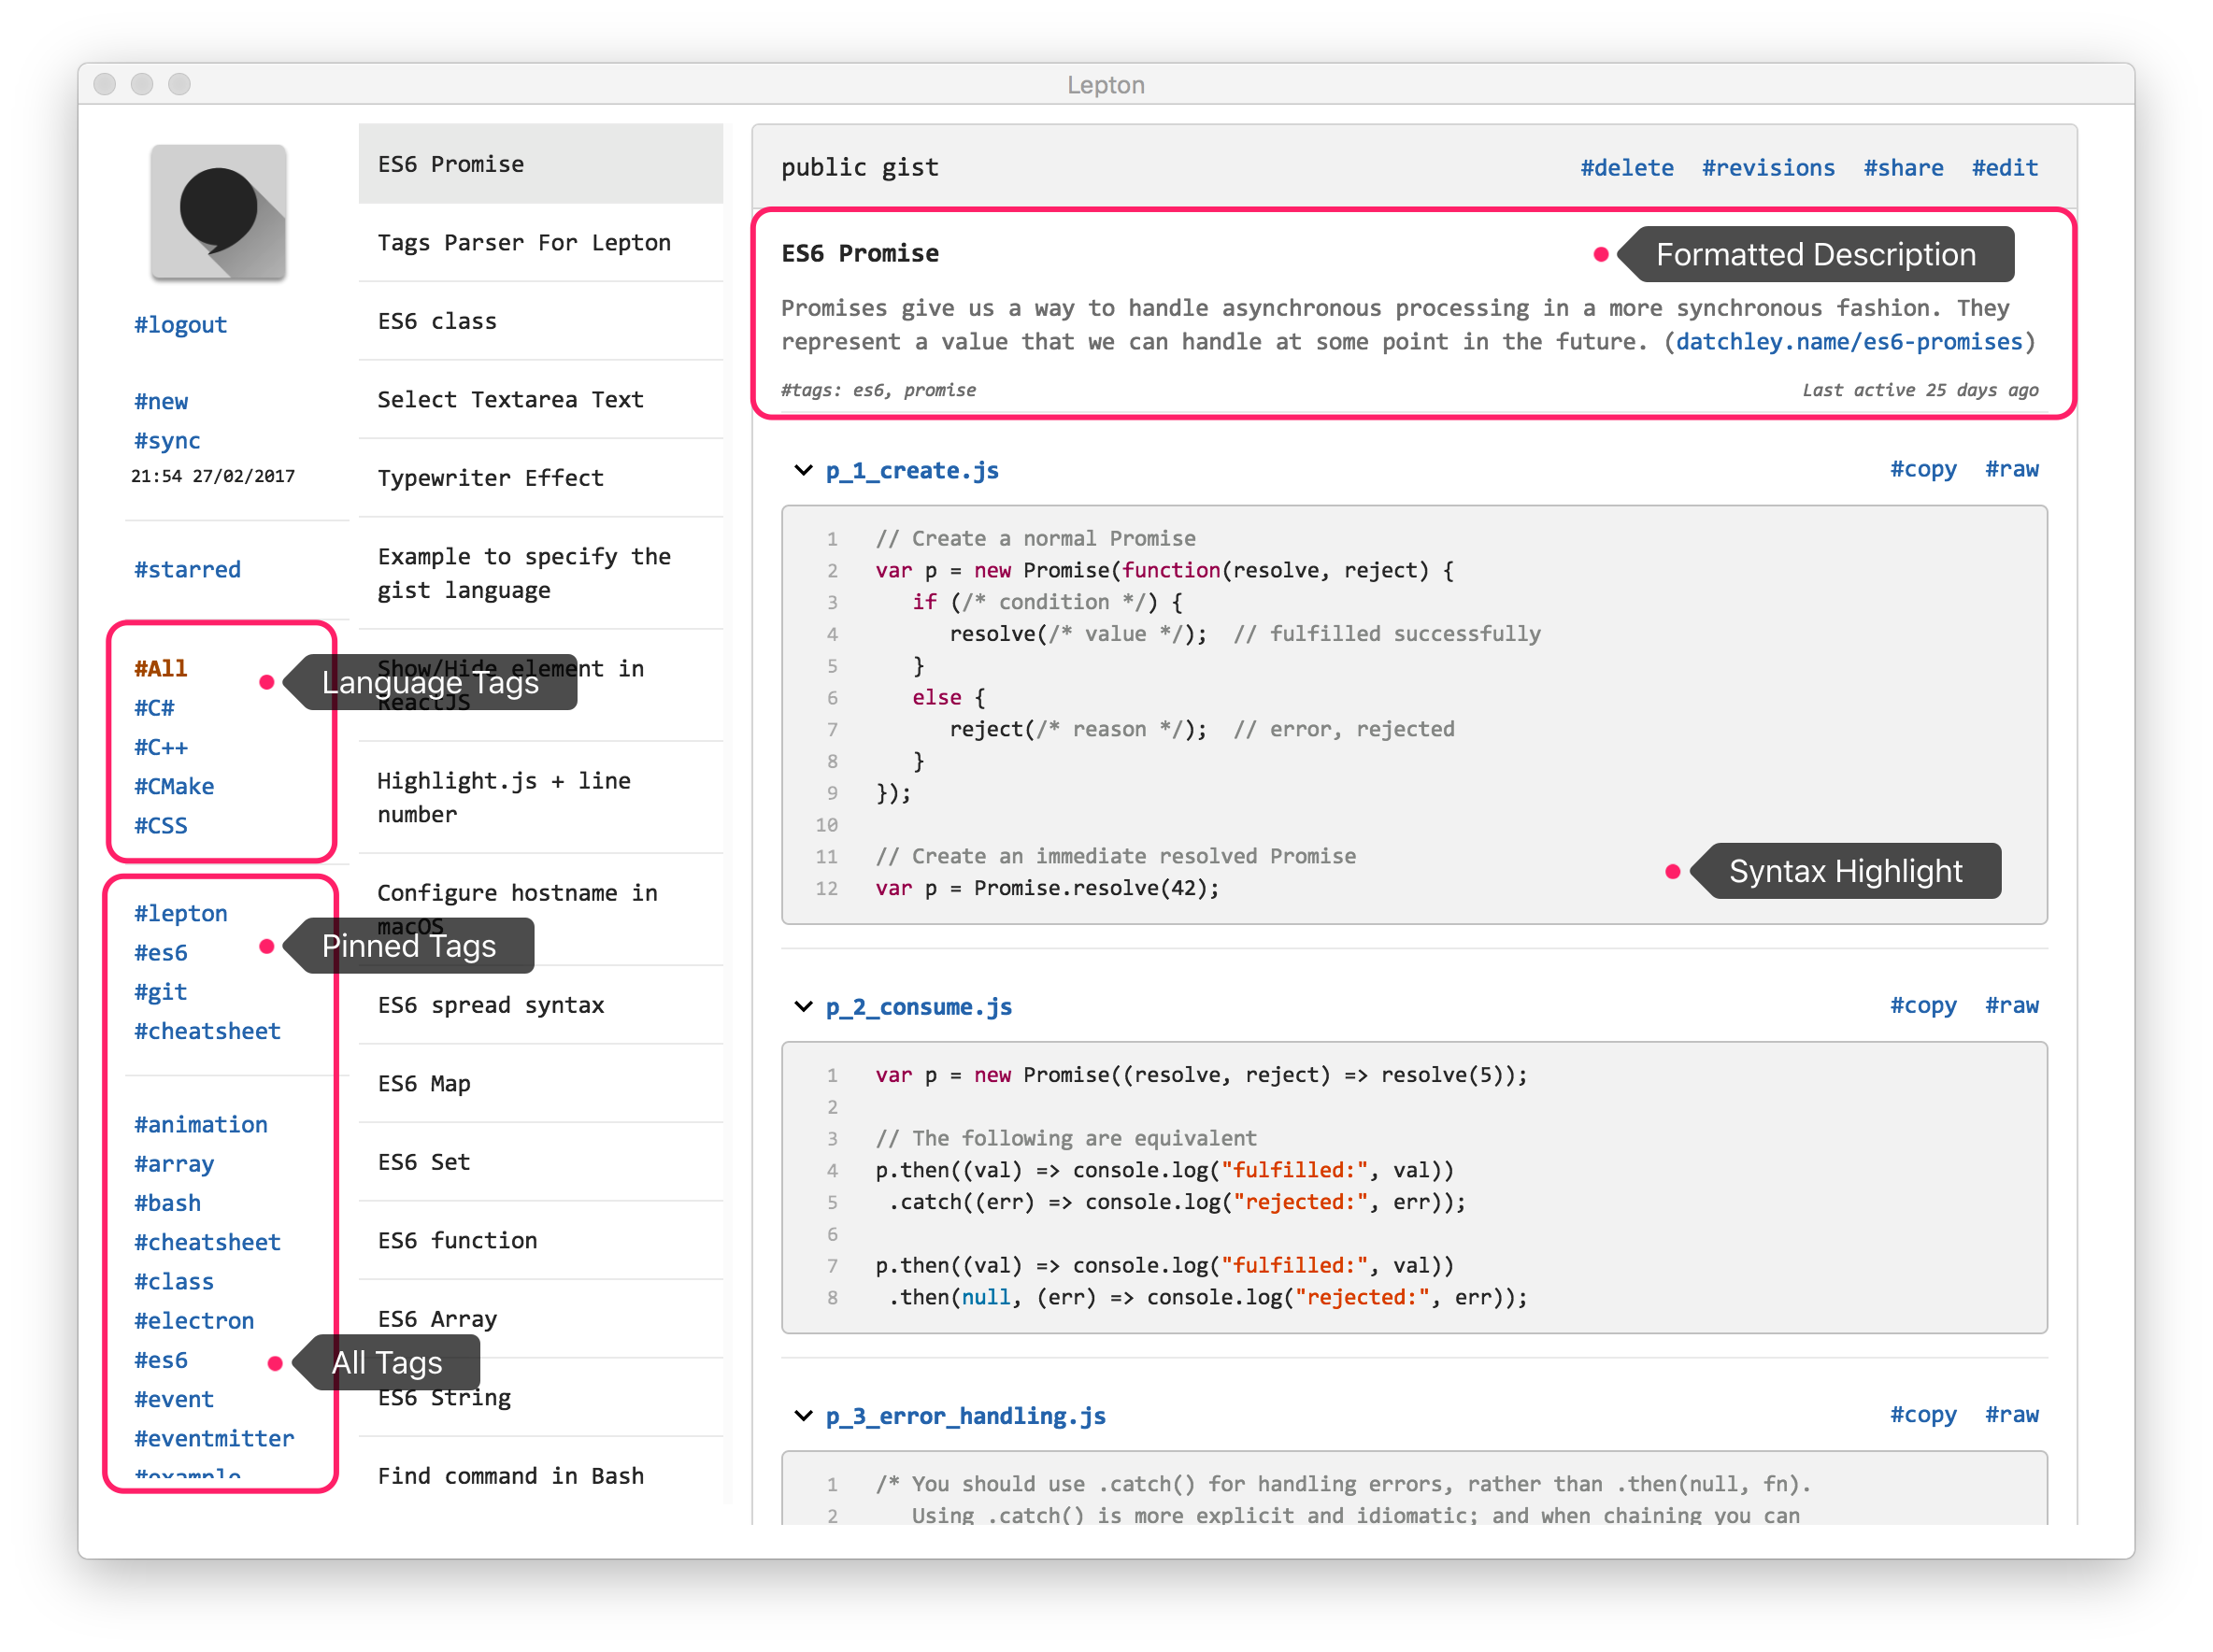 Lepton
#logout
#new
#sync
21:54 27/02/2017
#starred
#All
#C#
#C++
#CMake
#CSS
Language Tags
#lepton
#es6
#git
#cheatsheet
Pinned Tags
#animation
#array
#bash
#cheatsheet
#class
#electron
#es6
#event
#eventmitter
#example
All Tags
ES6 Promise
Tags Parser For Lepton
ES6 class
Select Textarea Text
Typewriter Effect
Example to specify the
gist language
Show/Hide element in
ReactJS
Highlight.js + line
number
Configure hostname in
macOS
ES6 spread syntax
ES6 Map
ES6 Set
ES6 function
ES6 Array
ES6 String
Find command in Bash
public gist
#delete #revisions #share #edit
ES6 Promise
Formatted Description
Promises give us a way to handle asynchronous processing in a more synchronous fashion. They
represent a value that we can handle at some point in the future. (datchley.name/es6-promises)
#tags: es6, promise
Last active 25 days ago
p_1_create.js
#copy #raw
1 // Create a normal Promise
2 var p = new Promise(function(resolve, reject) {
3 if (/* condition */) {
4 resolve(/* value */); // fulfilled successfully
5 }
6 else {
7 reject(/* reason */); // error, rejected
8 }
9 });
10
11 // Create an immediate resolved Promise
12 var p = Promise.resolve(42);
Syntax Highlight
p_2_consume.js
#copy #raw
1 var p = new Promise((resolve, reject) => resolve(5));
2
3 // The following are equivalent
4 p.then((val) => console.log("fulfilled:", val))
5 .catch((err) => console.log("rejected:", err));
6
7 p.then((val) => console.log("fulfilled:", val))
8 .then(null, (err) => console.log("rejected:", err));
p_3_error_handling.js
#copy #raw
1 /* You should use .catch() for handling errors, rather than .then(null, fn).
2 Using .catch() is more explicit and idiomatic; and when chaining you can